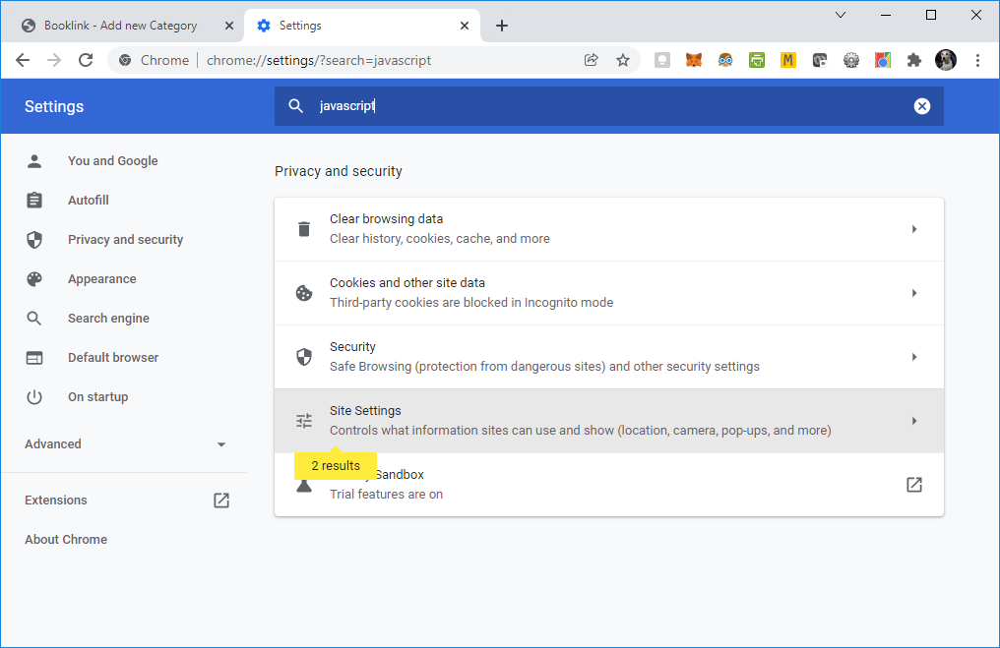 Booklink - Add new Category
Settings
Chrome
chrome://settings/?search=javascript
M
Settings
javascript
You and Google
Autofill
Privacy and security
Appearance
Search engine
Default browser
On startup
Advanced
Extensions
About Chrome
Privacy and security
Clear browsing data
Clear history, cookies, cache, and more
Cookies and other site data
Third-party cookies are blocked in Incognito mode
Security
Safe Browsing (protection from dangerous sites) and other security settings
Site Settings
Controls what information sites can use and show (location, camera, pop-ups, and more)
2 results
Sandbox
Trial features are on